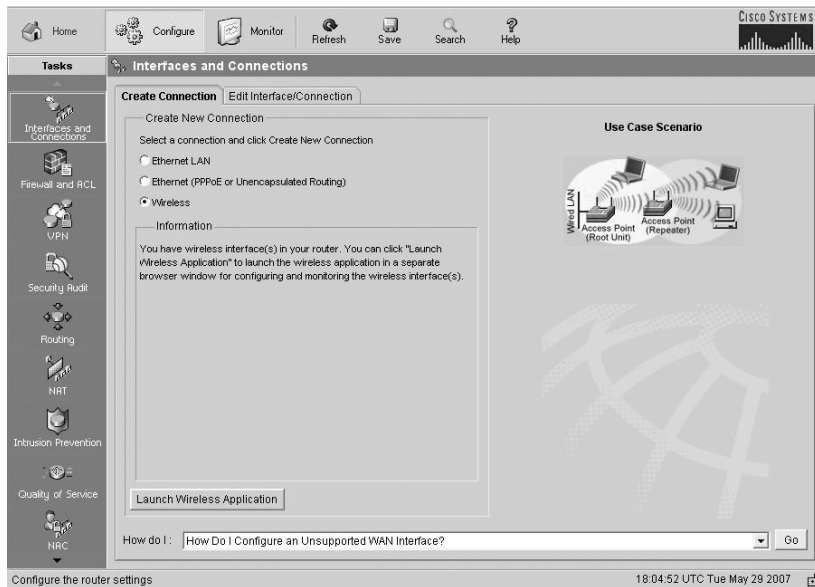 Home
Configure
Monitor
Refresh
Save
Search
Help
CISCO SYSTEMS
Tasks
Interfaces and Connections
Interfaces and
Connections
Firewall and ACL
VPN
Security Audit
Routing
NAT
Intrusion Prevention
Quality of Service
NAC
Create Connection
Edit Interface/Connection
Create New Connection
Select a connection and click Create New Connection
Ethernet LAN
Ethernet (PPPoE or Unencapsulated Routing)
Wireless
Information
You have wireless interface(s) in your router. You can click "Launch
Wireless Application" to launch the wireless application in a separate
browser window for configuring and monitoring the wireless interface(s).
Launch Wireless Application
Use Case Scenario
Wired LAN
Access Point
(Root Unit)
Access Point
(Repeater)
How do I :
How Do I Configure an Unsupported WAN Interface?
Go
Configure the router settings
18:04:52 UTC Tue May 29 2007